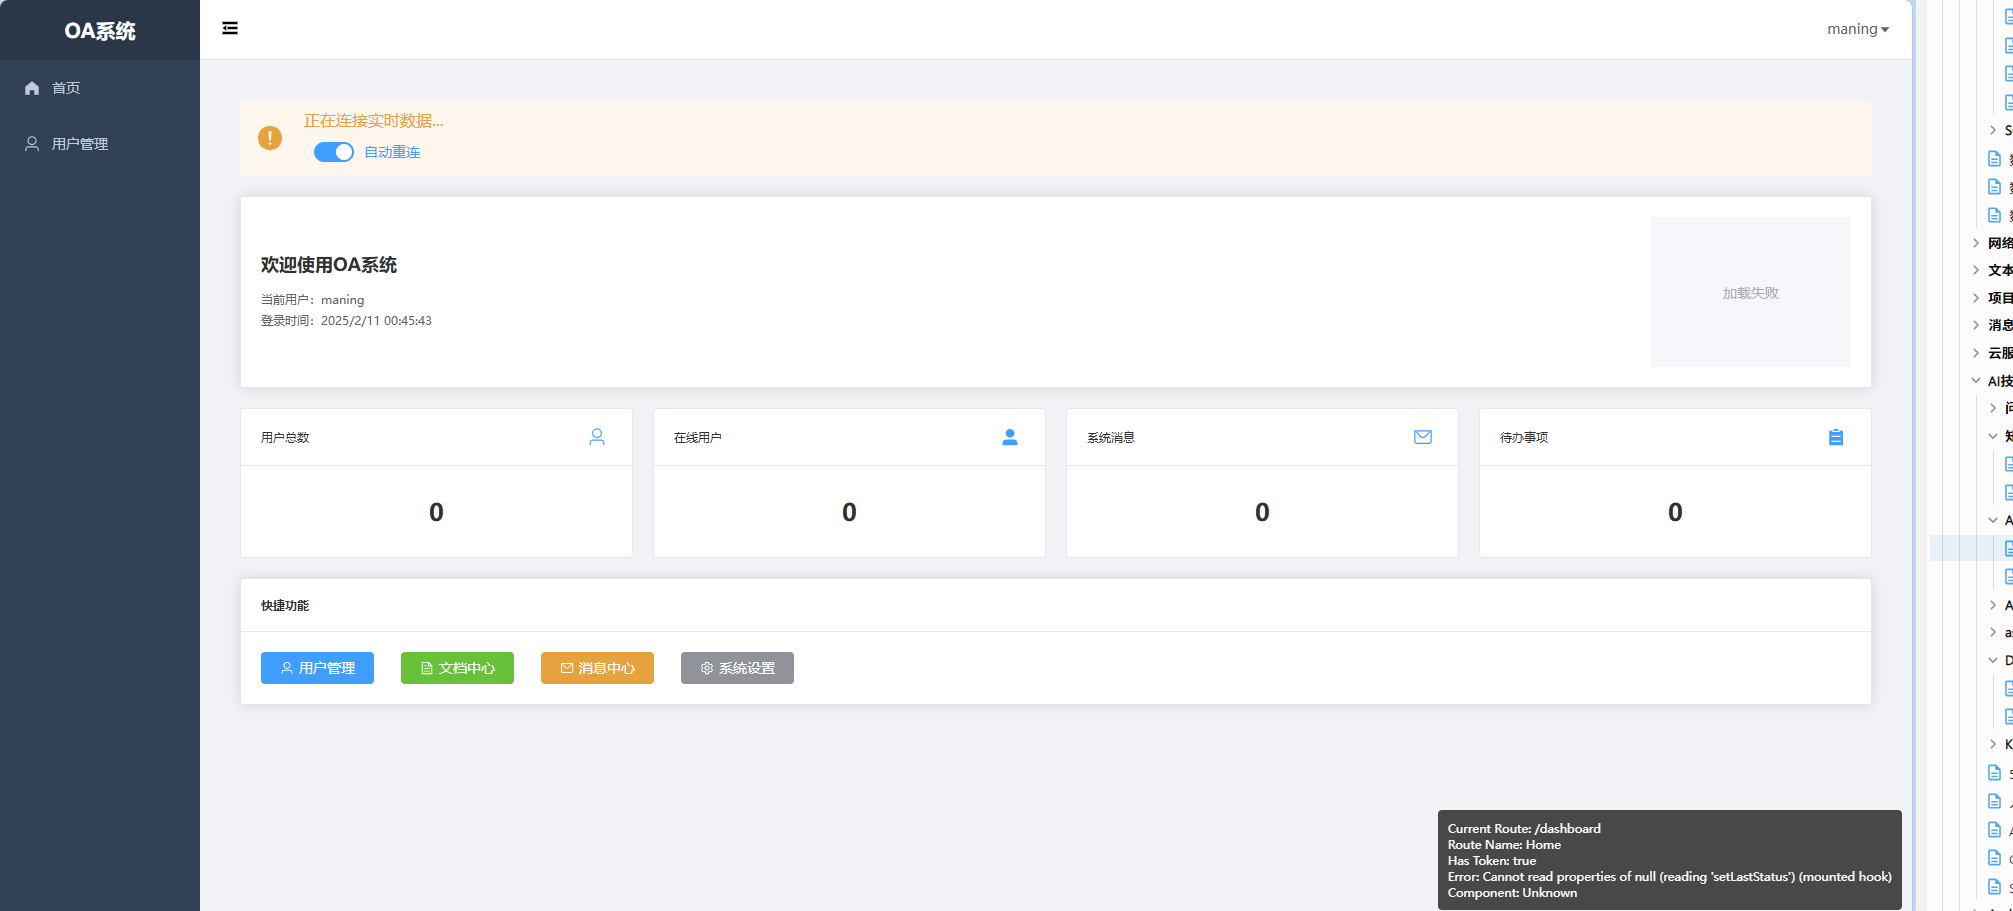 OA系统
首页
用户管理
maning
正在连接实时数据...
自动重连
欢迎使用OA系统
当前用户：maning
登录时间：2025/2/11 00:45:43
加载失败
用户总数
0
在线用户
0
系统消息
0
待办事项
0
快捷功能
用户管理
文档中心
消息中心
系统设置
Current Route: /dashboard
Route Name: Home
Has Token: true
Error: Cannot read properties of null (reading 'setLastStatus') (mounted hook)
Component: Unknown
网络
文本
项目
消息
云服
AI技